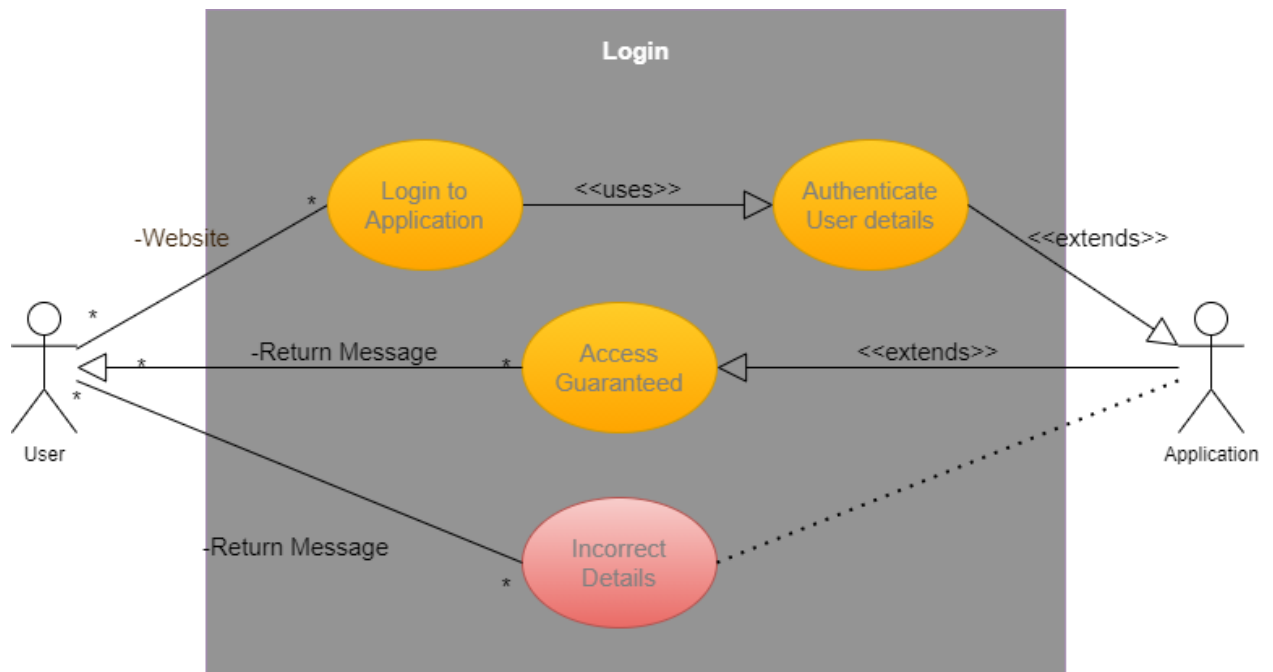 Login
Login to
Application
<<uses>>
Authenticate
User details
*
-Website
<<extends>>
*
-Return Message
*
*
Access
Guaranteed
<<extends>>
*
User
Application
-Return Message
*
Incorrect
Details